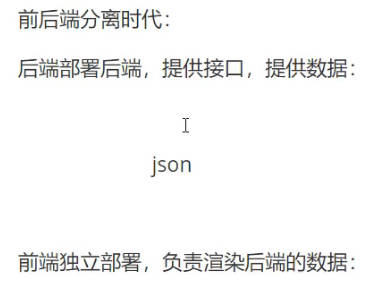 前后端分离时代：
后端部署后端，提供接口，提供数据：
json
前端独立部署，负责渲染后端的数据：